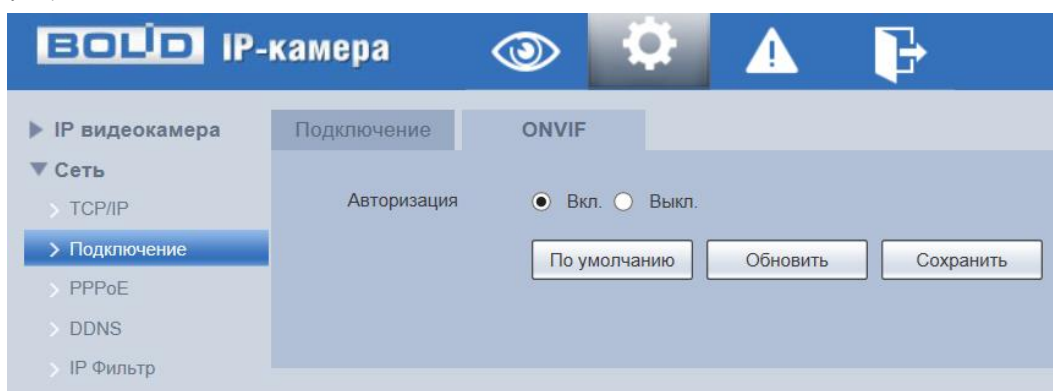 BOLID IP-камера
IP видеокамера
Сеть
TCP/IP
Подключение
PPPoE
DDNS
IP Фильтр
Подключение
ONVIF
Авторизация
Вкл.
Выкл.
По умолчанию
Обновить
Сохранить